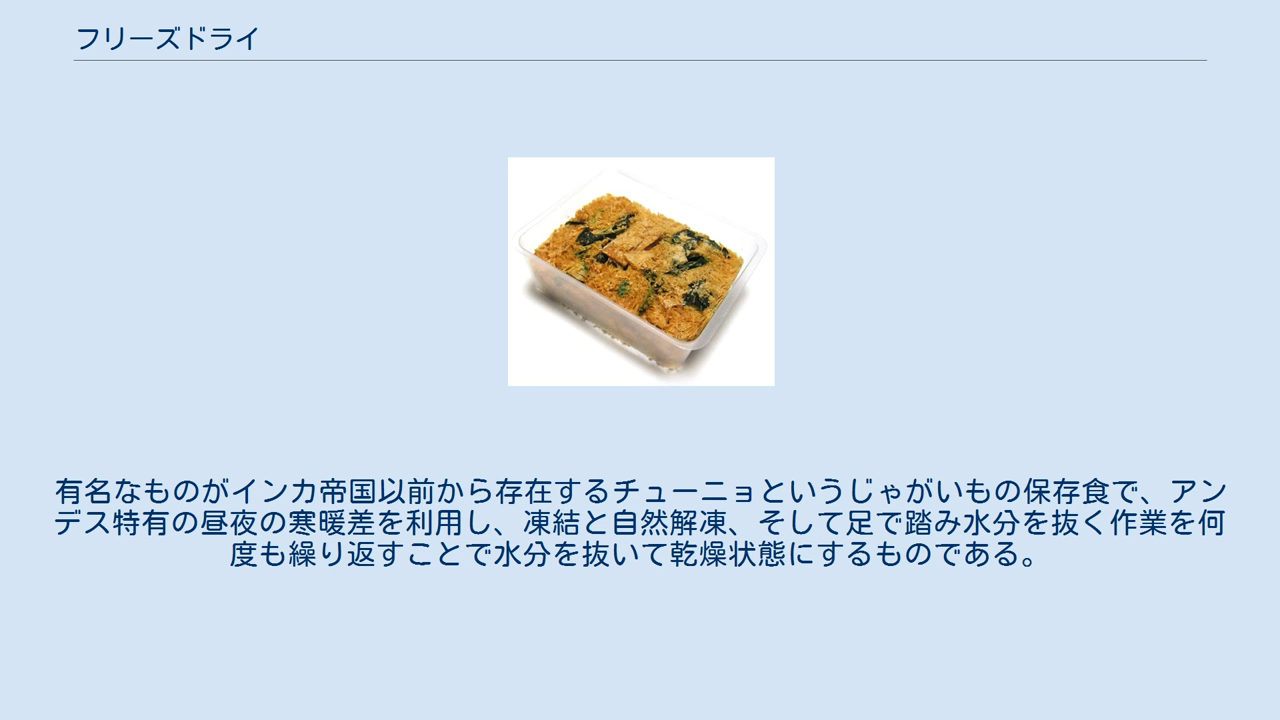 フリーズドライ
有名なものがインカ帝国以前から存在するチューニョというじゃがいもの保存食で、アン
デス特有の昼夜の寒暖差を利用し、凍結と自然解凍、そして足で踏み水分を抜く作業を何
度も繰り返すことで水分を抜いて乾燥状態にするものである。